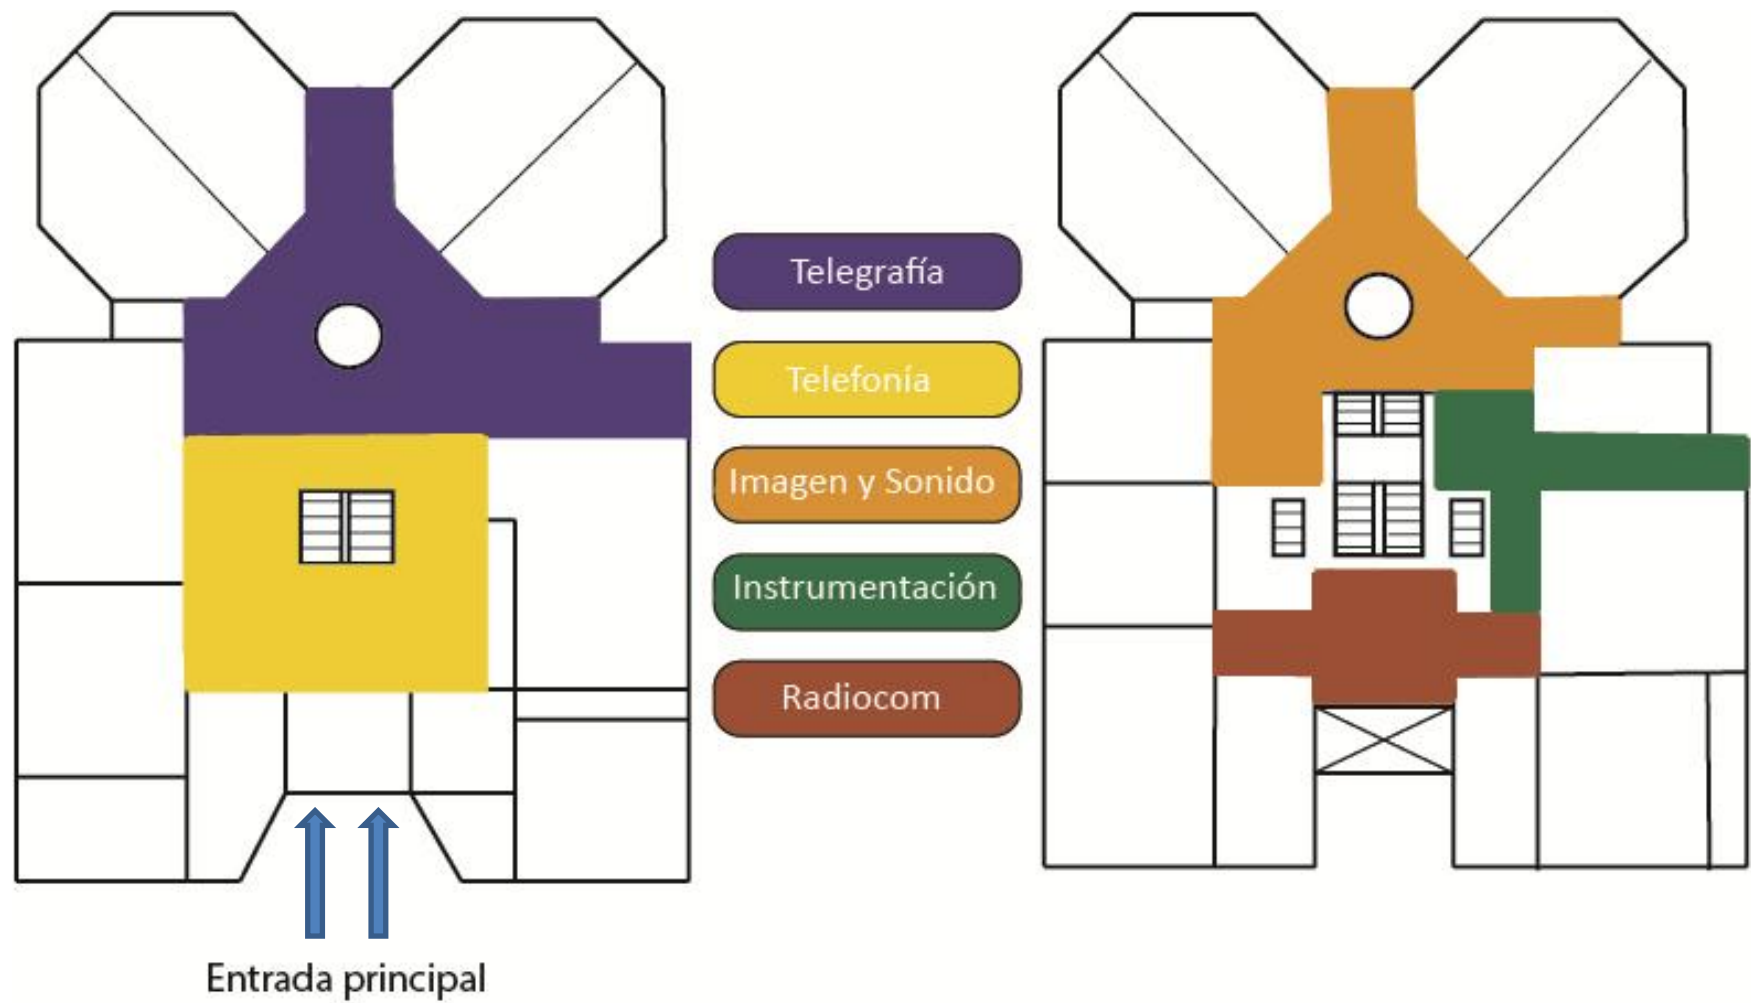 Telegrafía
Telefonía
Imagen y Sonido
Instrumentación
Radiocom
Entrada principal